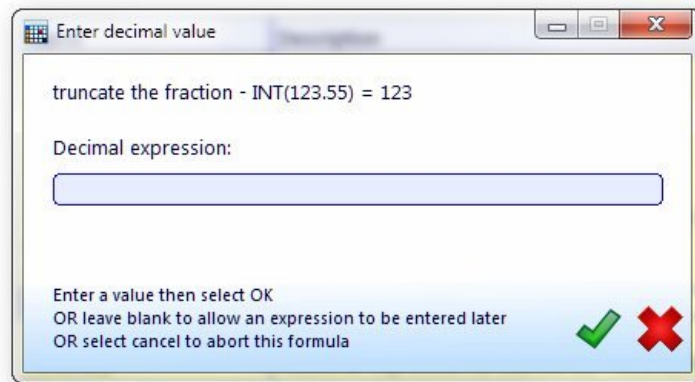 Enter decimal value
truncate the fraction - INT(123.55) = 123
Decimal expression:
Enter a value then select OK
OR leave blank to allow an expression to be entered later
OR select cancel to abort this formula